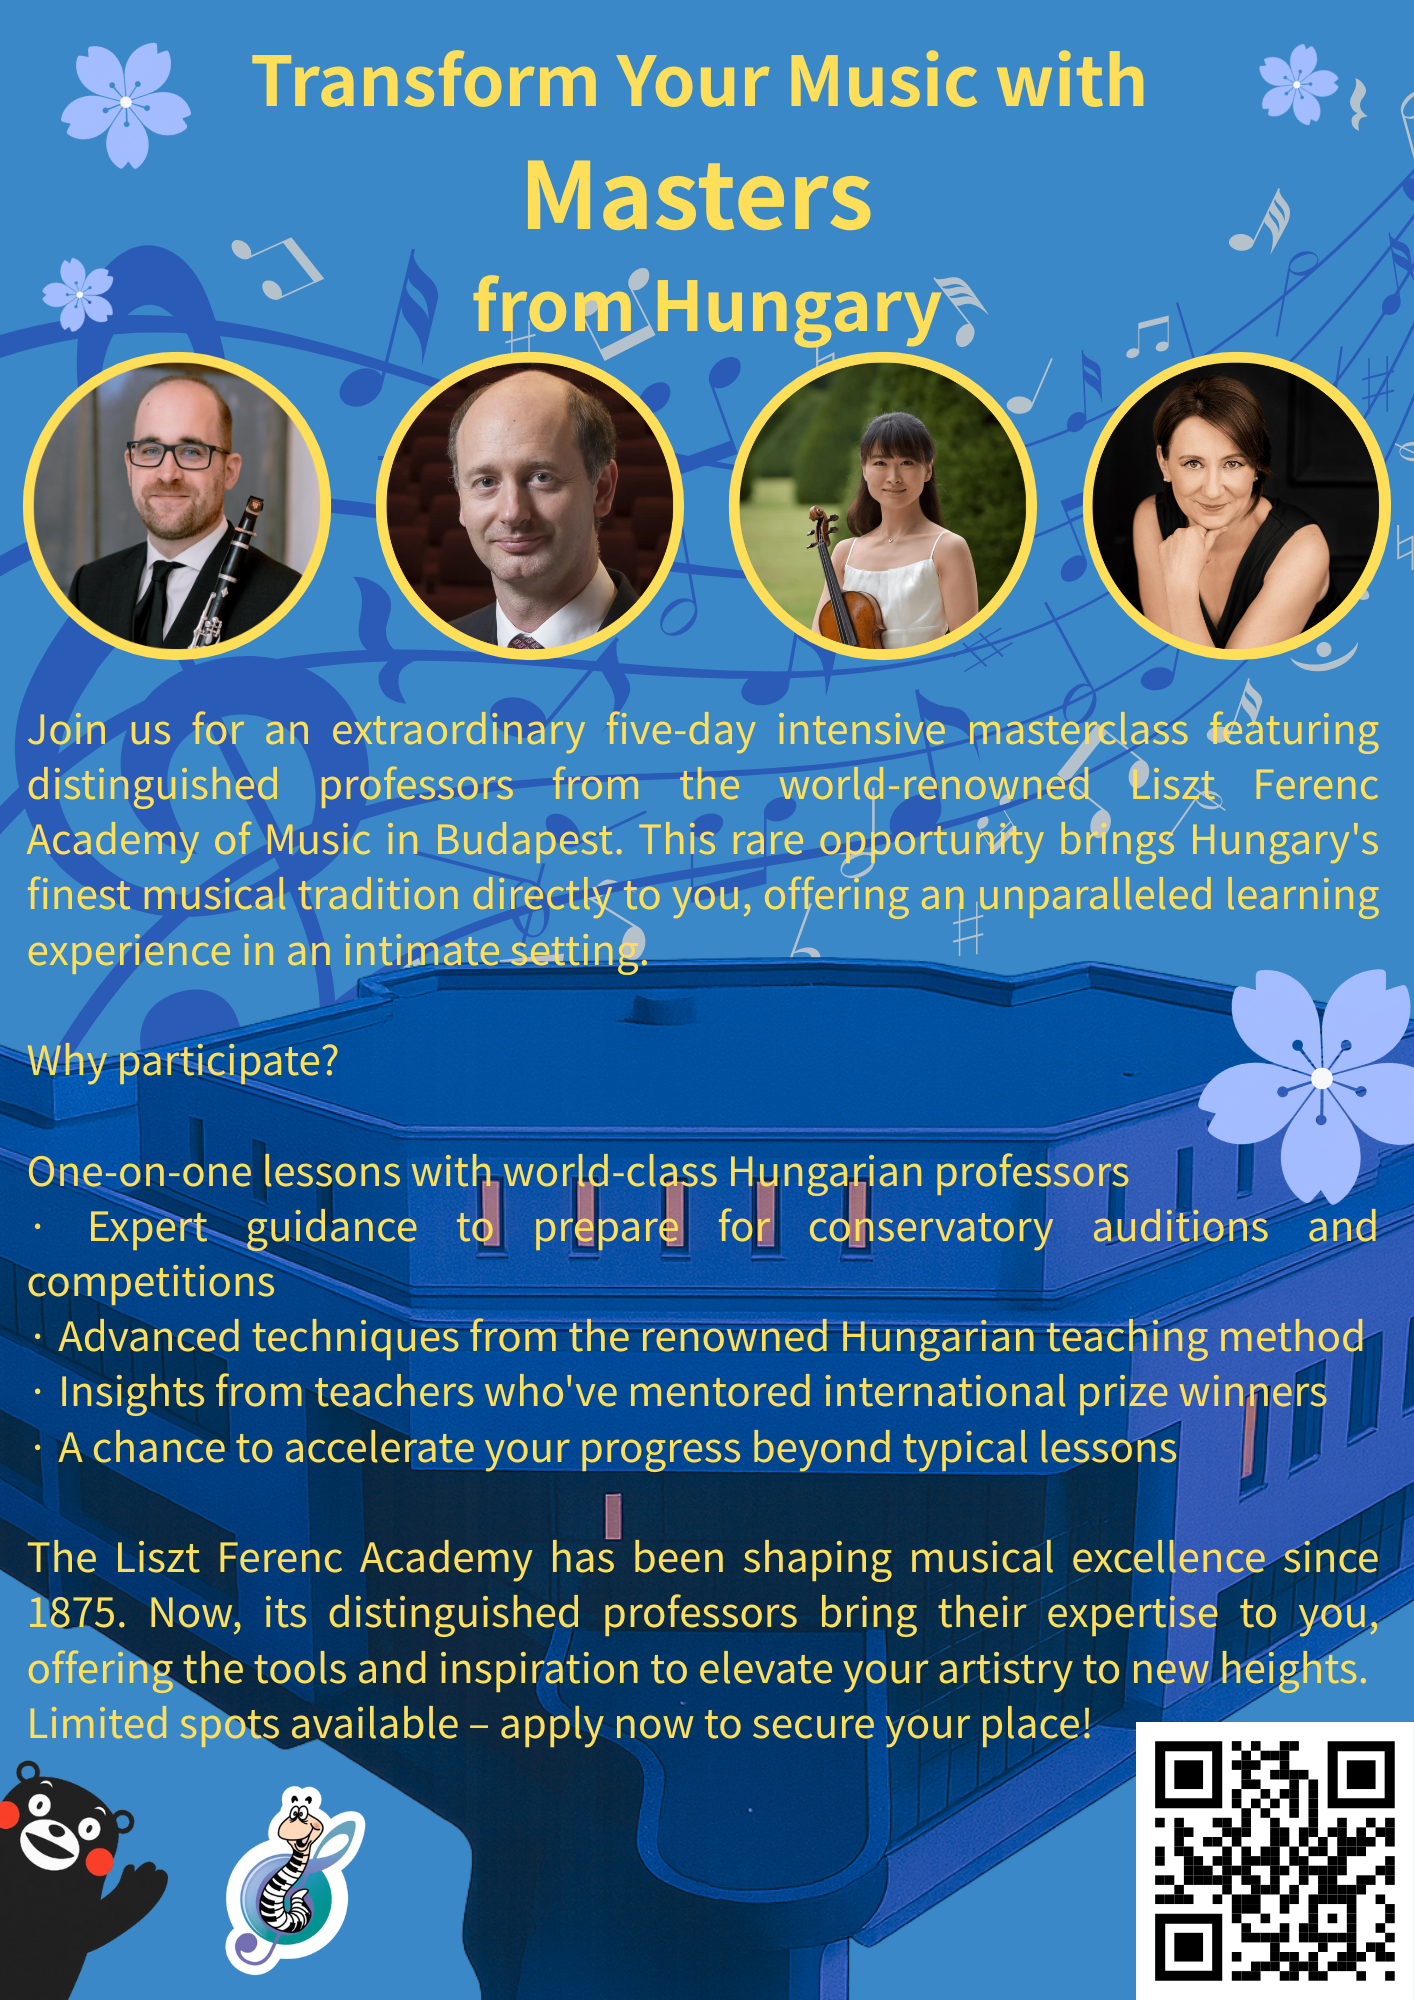 Transform Your Music with
Masters
from Hungary
Join us for an extraordinary five-day intensive masterclass featuring
distinguished professors from the world-renowned Liszt Ferenc
Academy of Music in Budapest. This rare opportunity brings Hungary's
finest musical tradition directly to you, offering an unparalleled learning
experience in an intimate setting.
Why participate?
One-on-one lessons with world-class Hungarian professors
· Expert guidance to prepare for conservatory auditions and
competitions
· Advanced techniques from the renowned Hungarian teaching method
· Insights from teachers who've mentored international prize winners
· A chance to accelerate your progress beyond typical lessons
The Liszt Ferenc Academy has been shaping musical excellence since
1875. Now, its distinguished professors bring their expertise to you,
offering the tools and inspiration to elevate your artistry to new heights.
Limited spots available – apply now to secure your place!